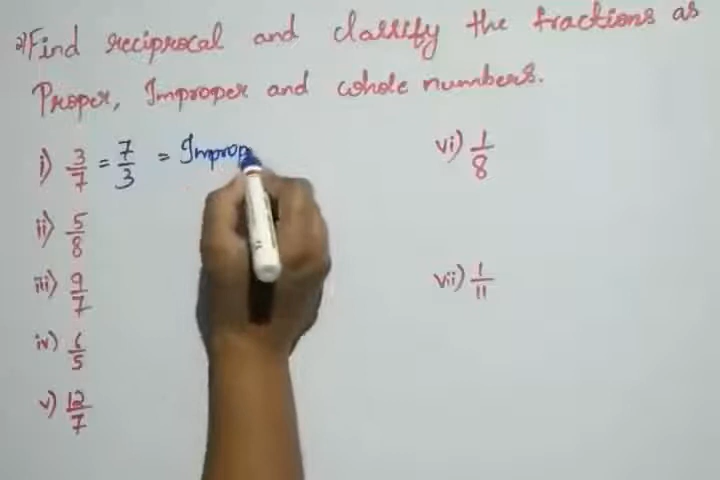 2) Find reciprocal and classify the fractions as
Proper, Improper and whole numbers.
i) 3/7 = 7/3 = Improp
ii) 5/8
iii) 9/7
iv) 6/5
v) 12/7
vi) 1/8
vii) 1/11